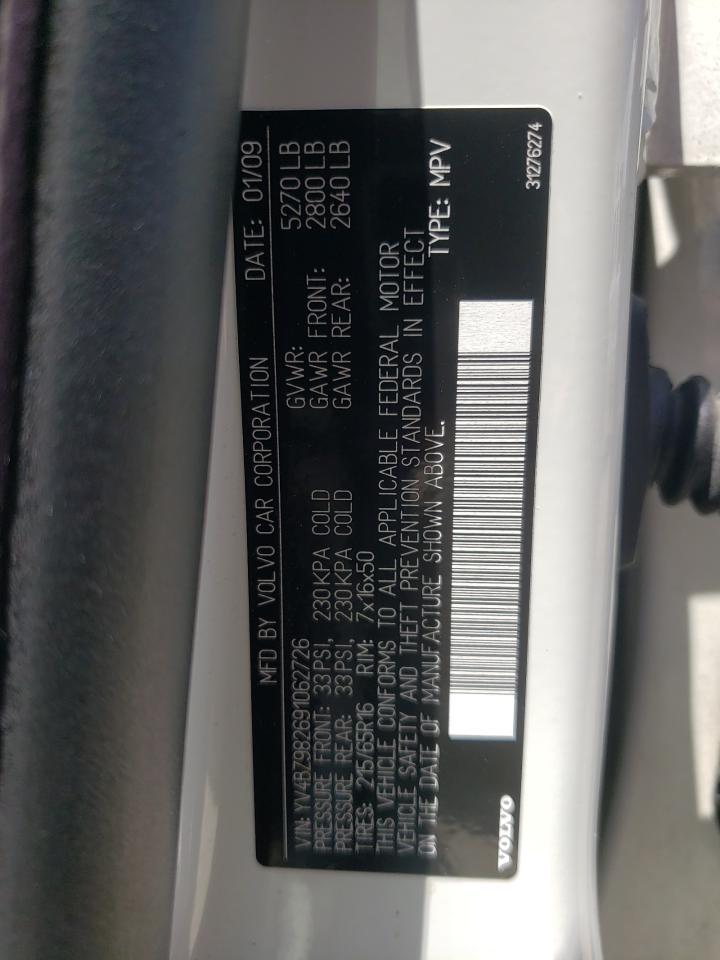 MFD BY VOLVO CAR CORPORATION DATE: 01/09
VIN: YV4BZ982691062726 GVWR: 5270 LB
PRESSURE FRONT: 33PSI, 230KPA COLD GAWR FRONT: 2800 LB
PRESSURE REAR: 33PSI, 230KPA COLD GAWR REAR: 2640 LB
TIRES: 215/65R16 RIM: 7x16x50
THIS VEHICLE CONFORMS TO ALL APPLICABLE FEDERAL MOTOR
VEHICLE SAFETY AND THEFT PREVENTION STANDARDS IN EFFECT
ON THE DATE OF MANUFACTURE SHOWN ABOVE. TYPE: MPV
VOLVO 31276274